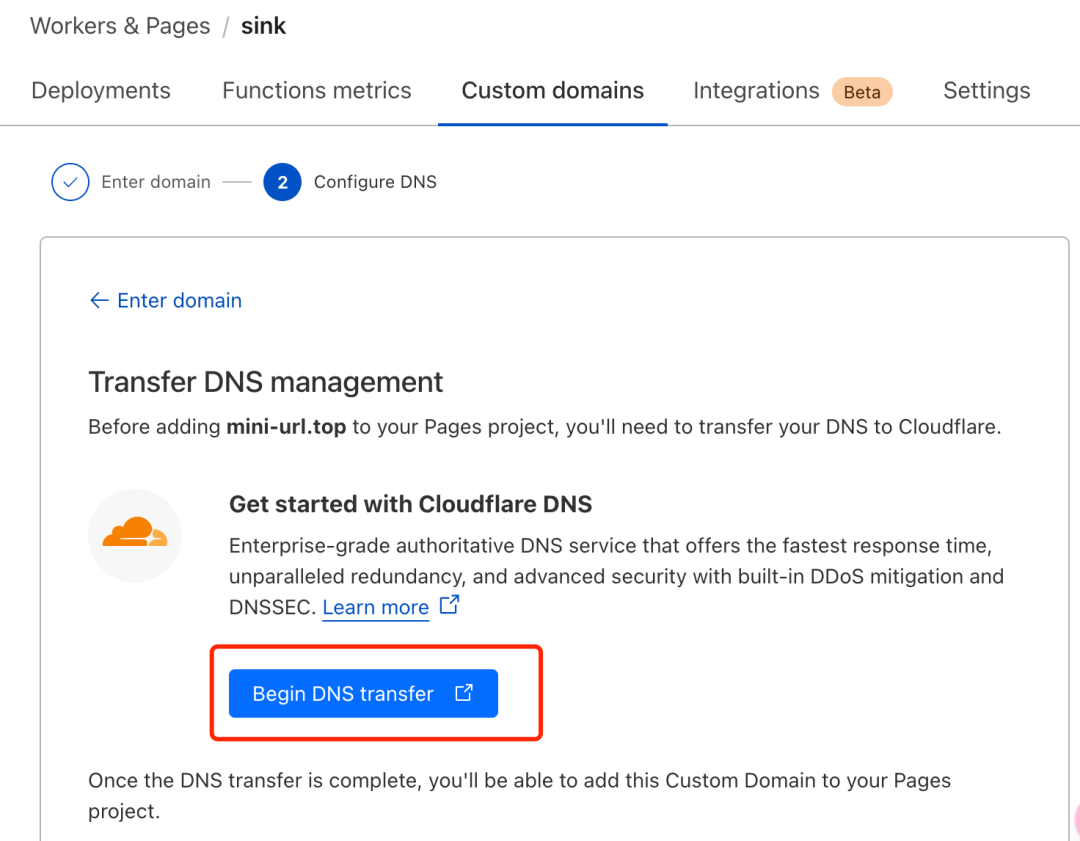 Workers & Pages / sink
Deployments Functions metrics Custom domains Integrations Beta Settings
Enter domain 2 Configure DNS
← Enter domain
Transfer DNS management
Before adding mini-url.top to your Pages project, you'll need to transfer your DNS to Cloudflare.
Get started with Cloudflare DNS
Enterprise-grade authoritative DNS service that offers the fastest response time,
unparalleled redundancy, and advanced security with built-in DDoS mitigation and
DNSSEC. Learn more
Begin DNS transfer
Once the DNS transfer is complete, you'll be able to add this Custom Domain to your Pages
project.